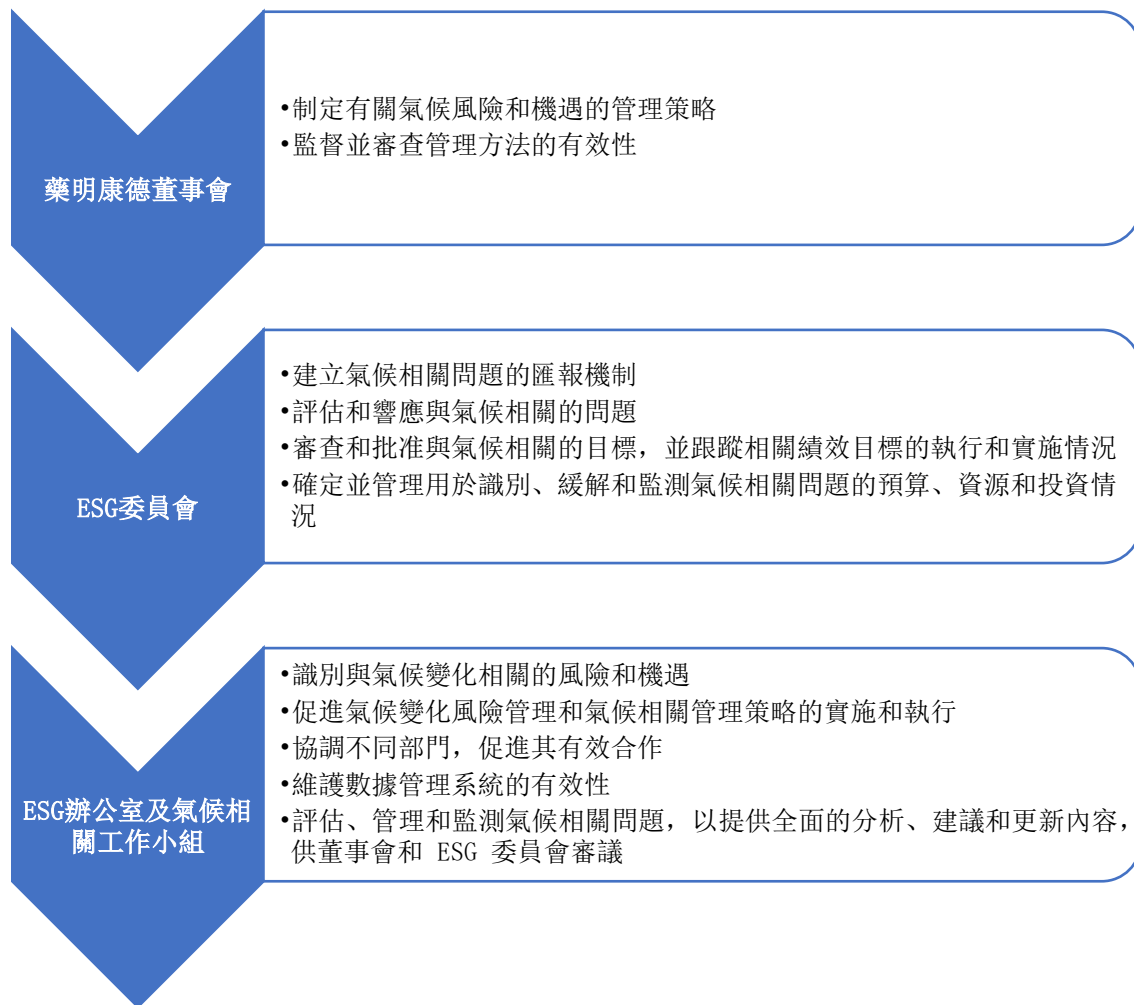 藥明康德董事會
•制定有關氣候風險和機遇的管理策略
•監督並審查管理方法的有效性
ESG委員會
•建立氣候相關問題的匯報機制
•評估和響應與氣候相關的問題
•審查和批准與氣候相關的目標，並跟蹤相關績效目標的執行和實施情況
•確定並管理用於識別、緩解和監測氣候相關問題的預算、資源和投資情
況
ESG辦公室及氣候相
關工作小組
•識別與氣候變化相關的風險和機遇
•促進氣候變化風險管理和氣候相關管理策略的實施和執行
•協調不同部門，促進其有效合作
•維護數據管理系統的有效性
•評估、管理和監測氣候相關問題，以提供全面的分析、建議和更新內容，
供董事會和 ESG 委員會審議